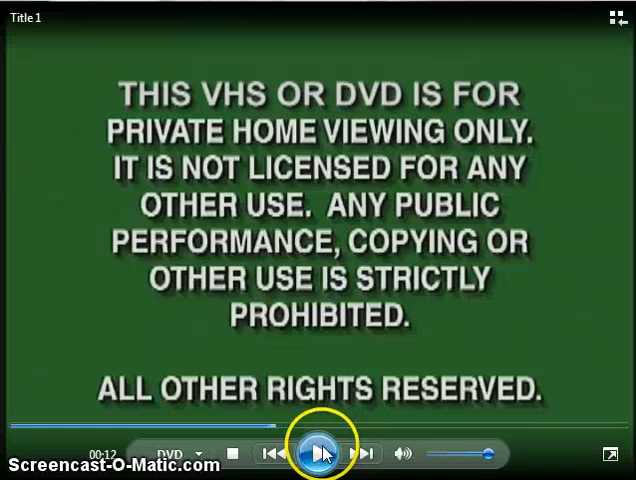 Title 1
THIS VHS OR DVD IS FOR
PRIVATE HOME VIEWING ONLY.
IT IS NOT LICENSED FOR ANY
OTHER USE. ANY PUBLIC
PERFORMANCE, COPYING OR
OTHER USE IS STRICTLY
PROHIBITED.
ALL OTHER RIGHTS RESERVED.
00:12 DVD
Screencast-O-Matic.com